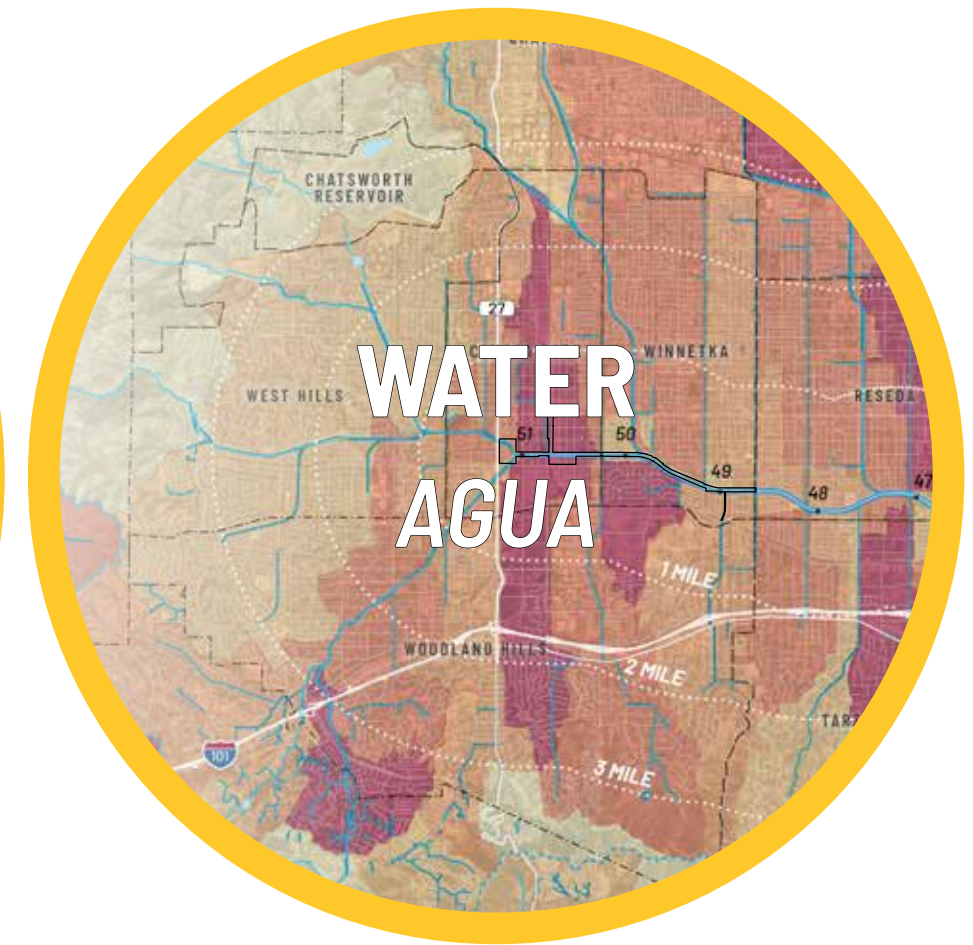 CHATSWORTH
RESERVOIR
27
WATER
WINNETKA
WEST HILLS
RESEDA
51
50
49
48
47
AGUA
1 MILE
WOODLAND HILLS
2 MILE
101
3 MILE